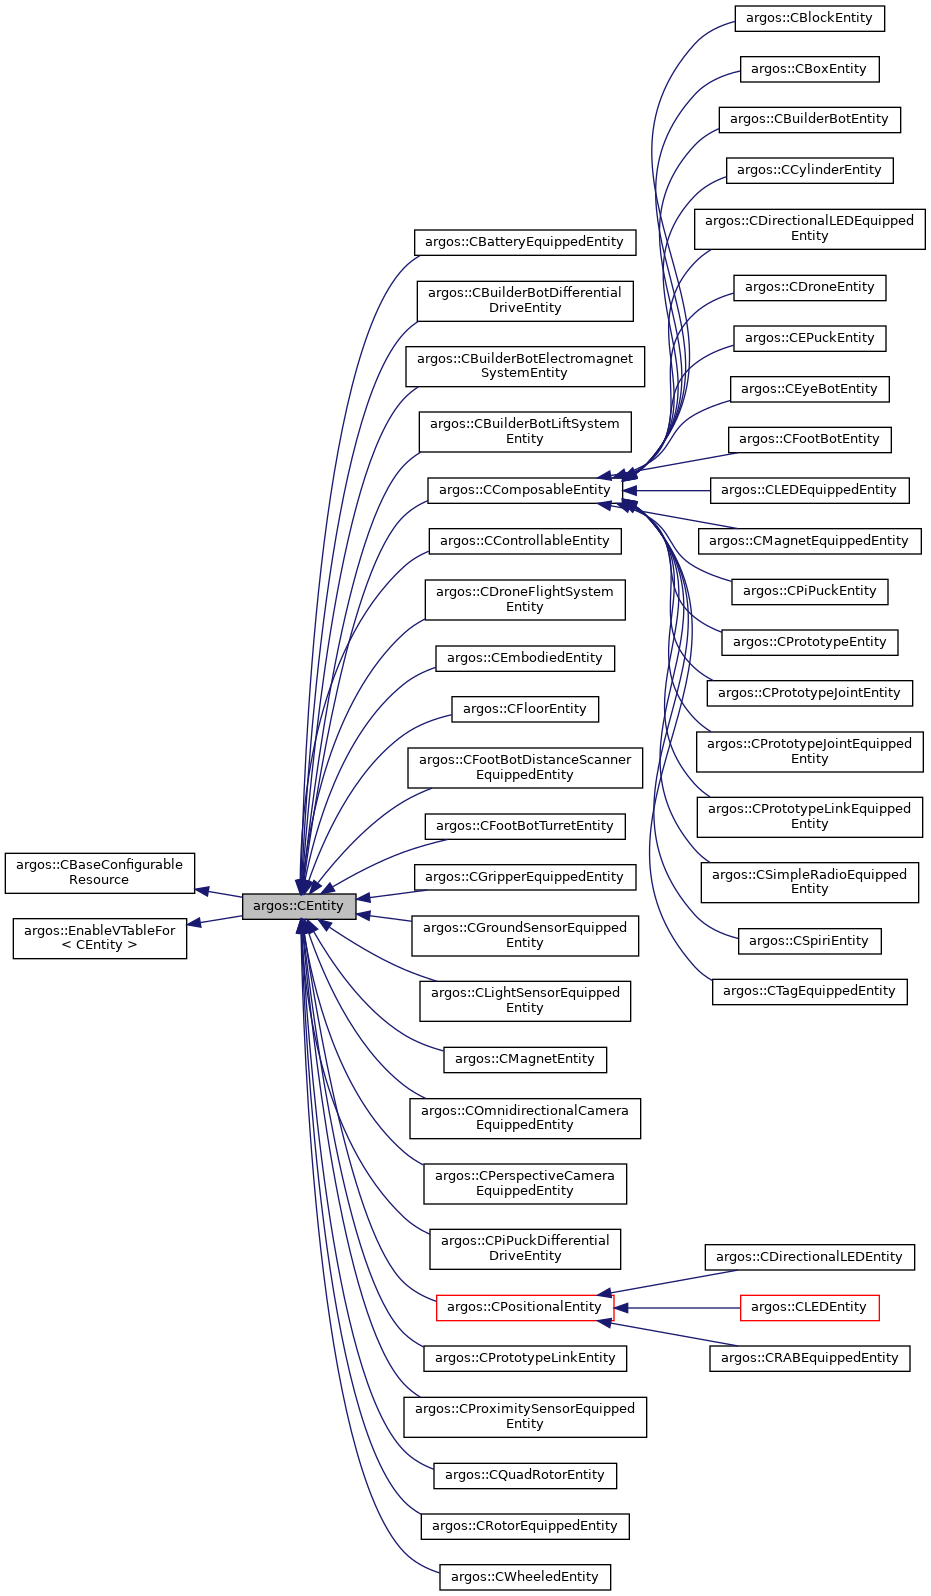 argos::CBaseConfigurable
Resource
argos::EnableVTableFor
< CEntity >
argos::CEntity
argos::CBatteryEquippedEntity
argos::CBuilderBotDifferential
DriveEntity
argos::CBuilderBotElectromagnet
SystemEntity
argos::CBuilderBotLiftSystem
Entity
argos::CComposableEntity
argos::CControllableEntity
argos::CDroneFlightSystem
Entity
argos::CEmbodiedEntity
argos::CFloorEntity
argos::CFootBotDistanceScanner
EquippedEntity
argos::CFootBotTurretEntity
argos::CGripperEquippedEntity
argos::CGroundSensorEquipped
Entity
argos::CLightSensorEquipped
Entity
argos::CMagnetEntity
argos::COmnidirectionalCamera
EquippedEntity
argos::CPerspectiveCamera
EquippedEntity
argos::CPiPuckDifferential
DriveEntity
argos::CPositionalEntity
argos::CPrototypeLinkEntity
argos::CProximitySensorEquipped
Entity
argos::CQuadRotorEntity
argos::CRotorEquippedEntity
argos::CWheeledEntity
argos::CBlockEntity
argos::CBoxEntity
argos::CBuilderBotEntity
argos::CCylinderEntity
argos::CDirectionalLEDEquipped
Entity
argos::CDroneEntity
argos::CEPuckEntity
argos::CEyeBotEntity
argos::CFootBotEntity
argos::CLEDEquippedEntity
argos::CMagnetEquippedEntity
argos::CPiPuckEntity
argos::CPrototypeEntity
argos::CPrototypeJointEntity
argos::CPrototypeJointEquipped
Entity
argos::CPrototypeLinkEquipped
Entity
argos::CSimpleRadioEquipped
Entity
argos::CSpiriEntity
argos::CTagEquippedEntity
argos::CDirectionalLEDEntity
argos::CLEDEntity
argos::CRABEquippedEntity